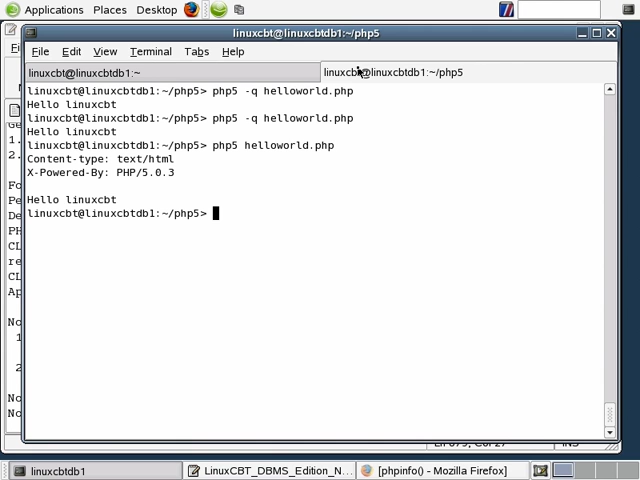 Applications Places Desktop
linuxcbt@linuxcbtdb1:~/php5
File Edit View Terminal Tabs Help
linuxcbt@linuxcbtdb1:~
linuxcbt@linuxcbtdb1:~/php5
linuxcbt@linuxcbtdb1:~/php5> php5 -q helloworld.php
Hello linuxcbt
linuxcbt@linuxcbtdb1:~/php5> php5 -q helloworld.php
Hello linuxcbt
linuxcbt@linuxcbtdb1:~/php5> php5 helloworld.php
Content-type: text/html
X-Powered-By: PHP/5.0.3
Hello linuxcbt
linuxcbt@linuxcbtdb1:~/php5>
linuxcbtdb1
LinuxCBT_DBMS_Edition_N...
[phpinfo() - Mozilla Firefox]